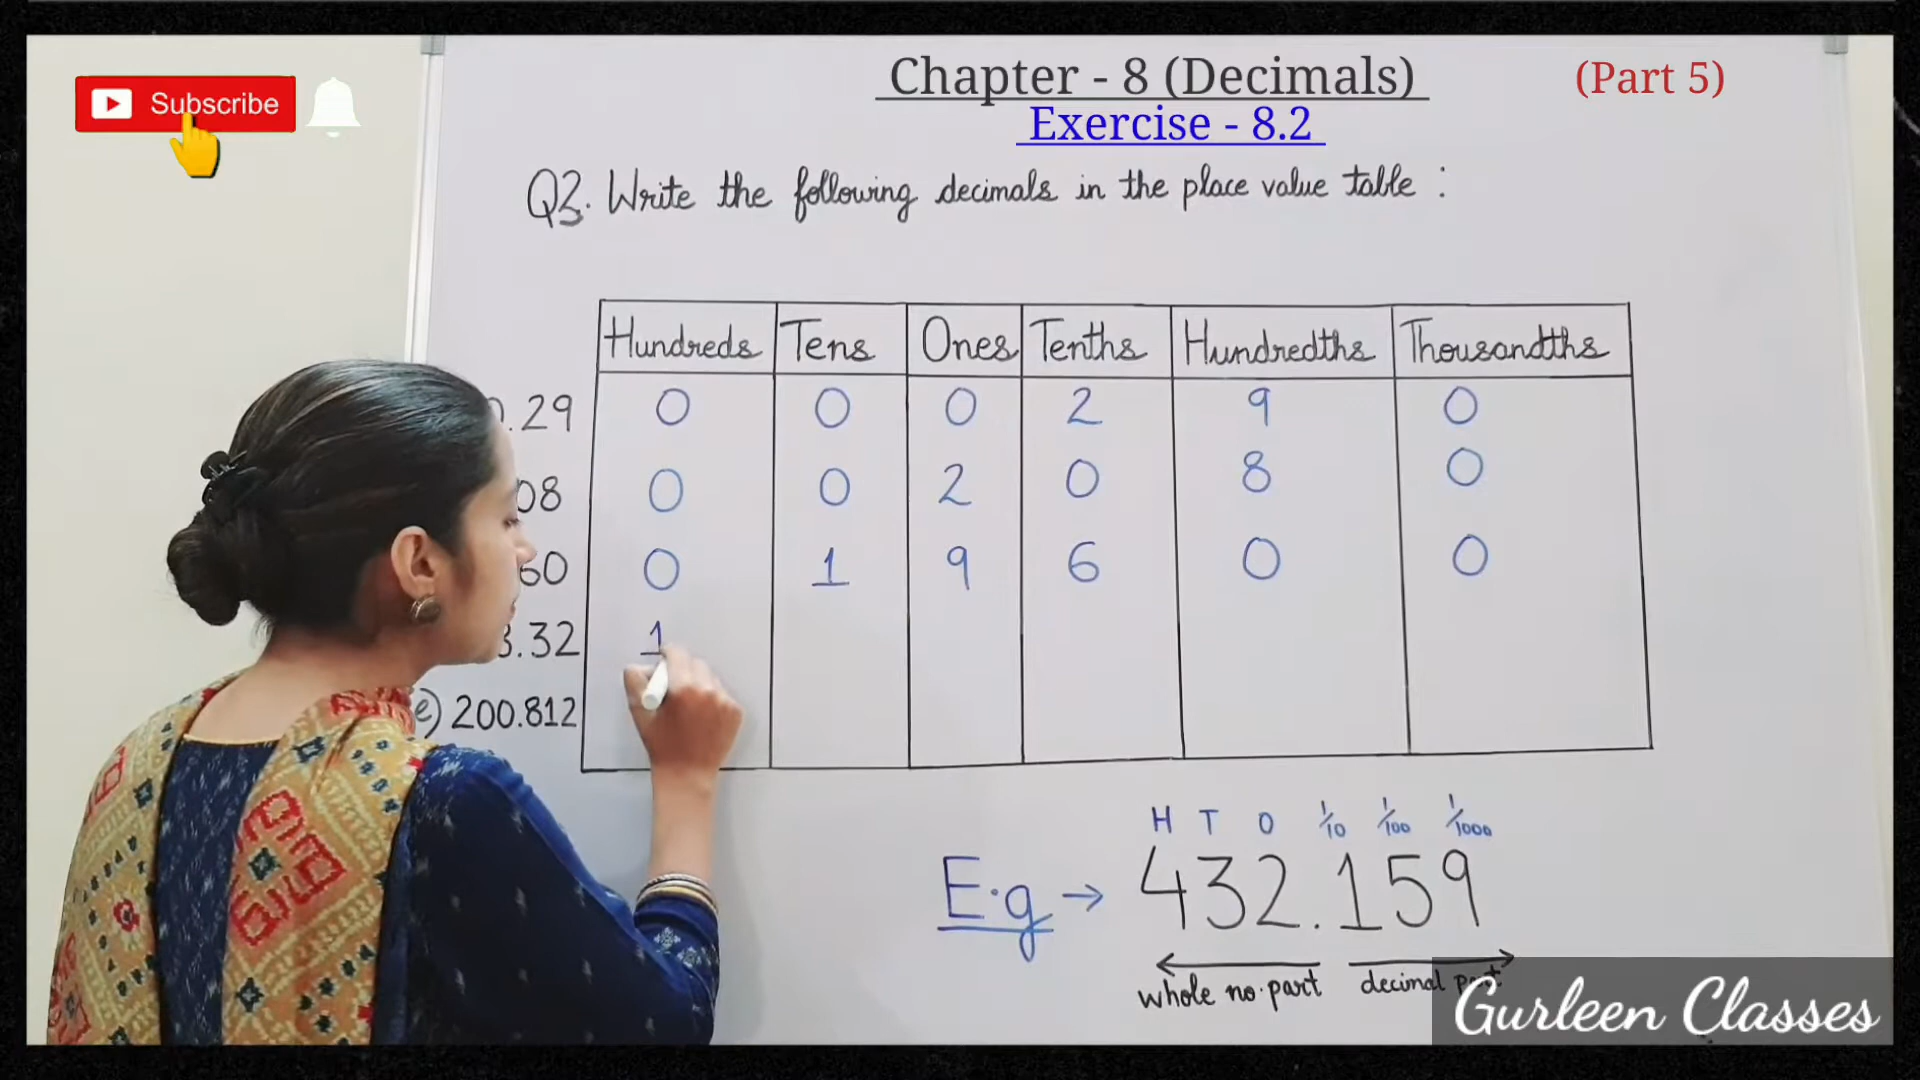 Subscribe
Chapter - 8 (Decimals) (Part 5)
Exercise - 8.2
Q3. Write the following decimals in the place value table :
Hundreds Tens Ones Tenths Hundredths Thousandths
.29 0 0 0 2 9 0
08 0 0 2 0 8 0
60 0 1 9 6 0 0
3.32 1
e) 200.812
H T O 1/10 1/100 1/1000
E.g → 432.159
whole no. part decimal part
Gurleen Classes